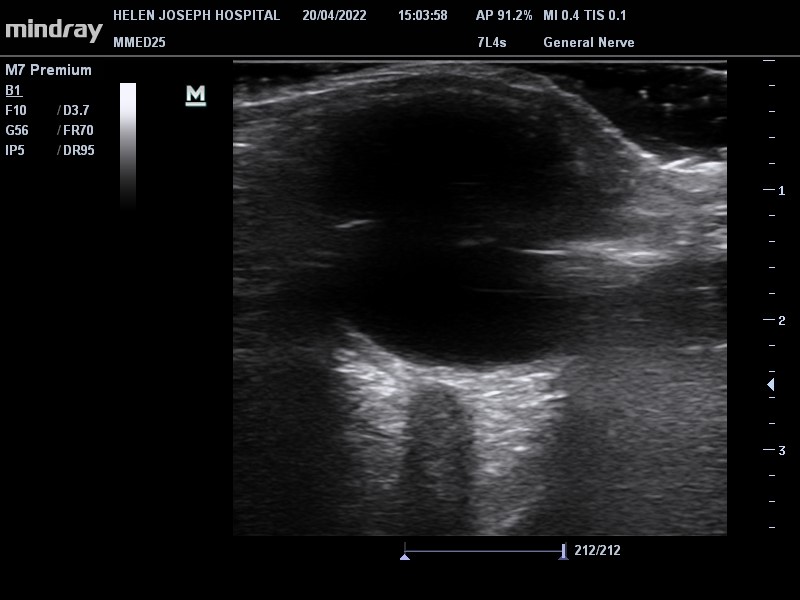 mindray
HELEN JOSEPH HOSPITAL 20/04/2022 15:03:58 AP 91.2% MI 0.4 TIS 0.1
MMED25 7L4s General Nerve
M7 Premium
B1
F10 / D3.7
G56 / FR70
IP5 / DR95
M
1
2
3
212/212